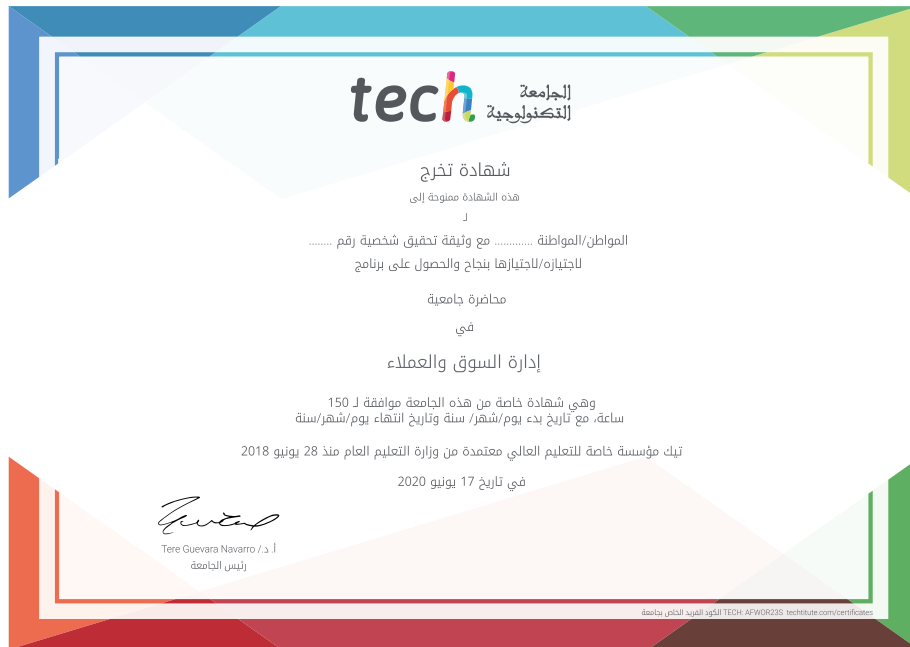 tech الجامعة
التكنولوجية
شهادة تخرج
هذه الشهادة ممنوحة إلى
لـ
المواطن/المواطنة ............. مع وثيقة تحقيق شخصية رقم ........
لاجتيازه/لاجتيازها بنجاح والحصول على برنامج
محاضرة جامعية
في
إدارة السوق والعملاء
وهي شهادة خاصة من هذه الجامعة موافقة لـ 150
ساعة، مع تاريخ بدء يوم/شهر/ سنة وتاريخ انتهاء يوم/شهر/سنة
تيك مؤسسة خاصة للتعليم العالي معتمدة من وزارة التعليم العام منذ 28 يونيو 2018
في تاريخ 17 يونيو 2020
أ. د./ Tere Guevara Navarro
رئيس الجامعة
الكود الفريد الخاص بجامعة TECH: AFWOR23S techtitute.com/certificates